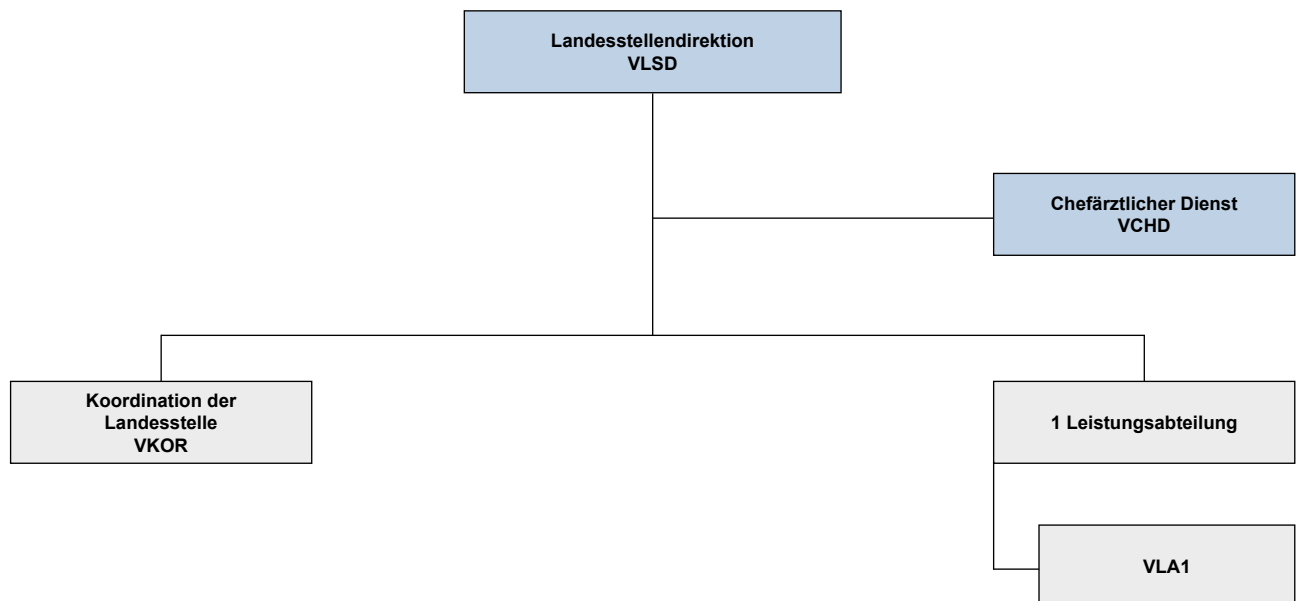 Landesstellendirektion
VLSD
Chefärztlicher Dienst
VCHD
Koordination der
Landesstelle
VKOR
1 Leistungsabteilung
VLA1